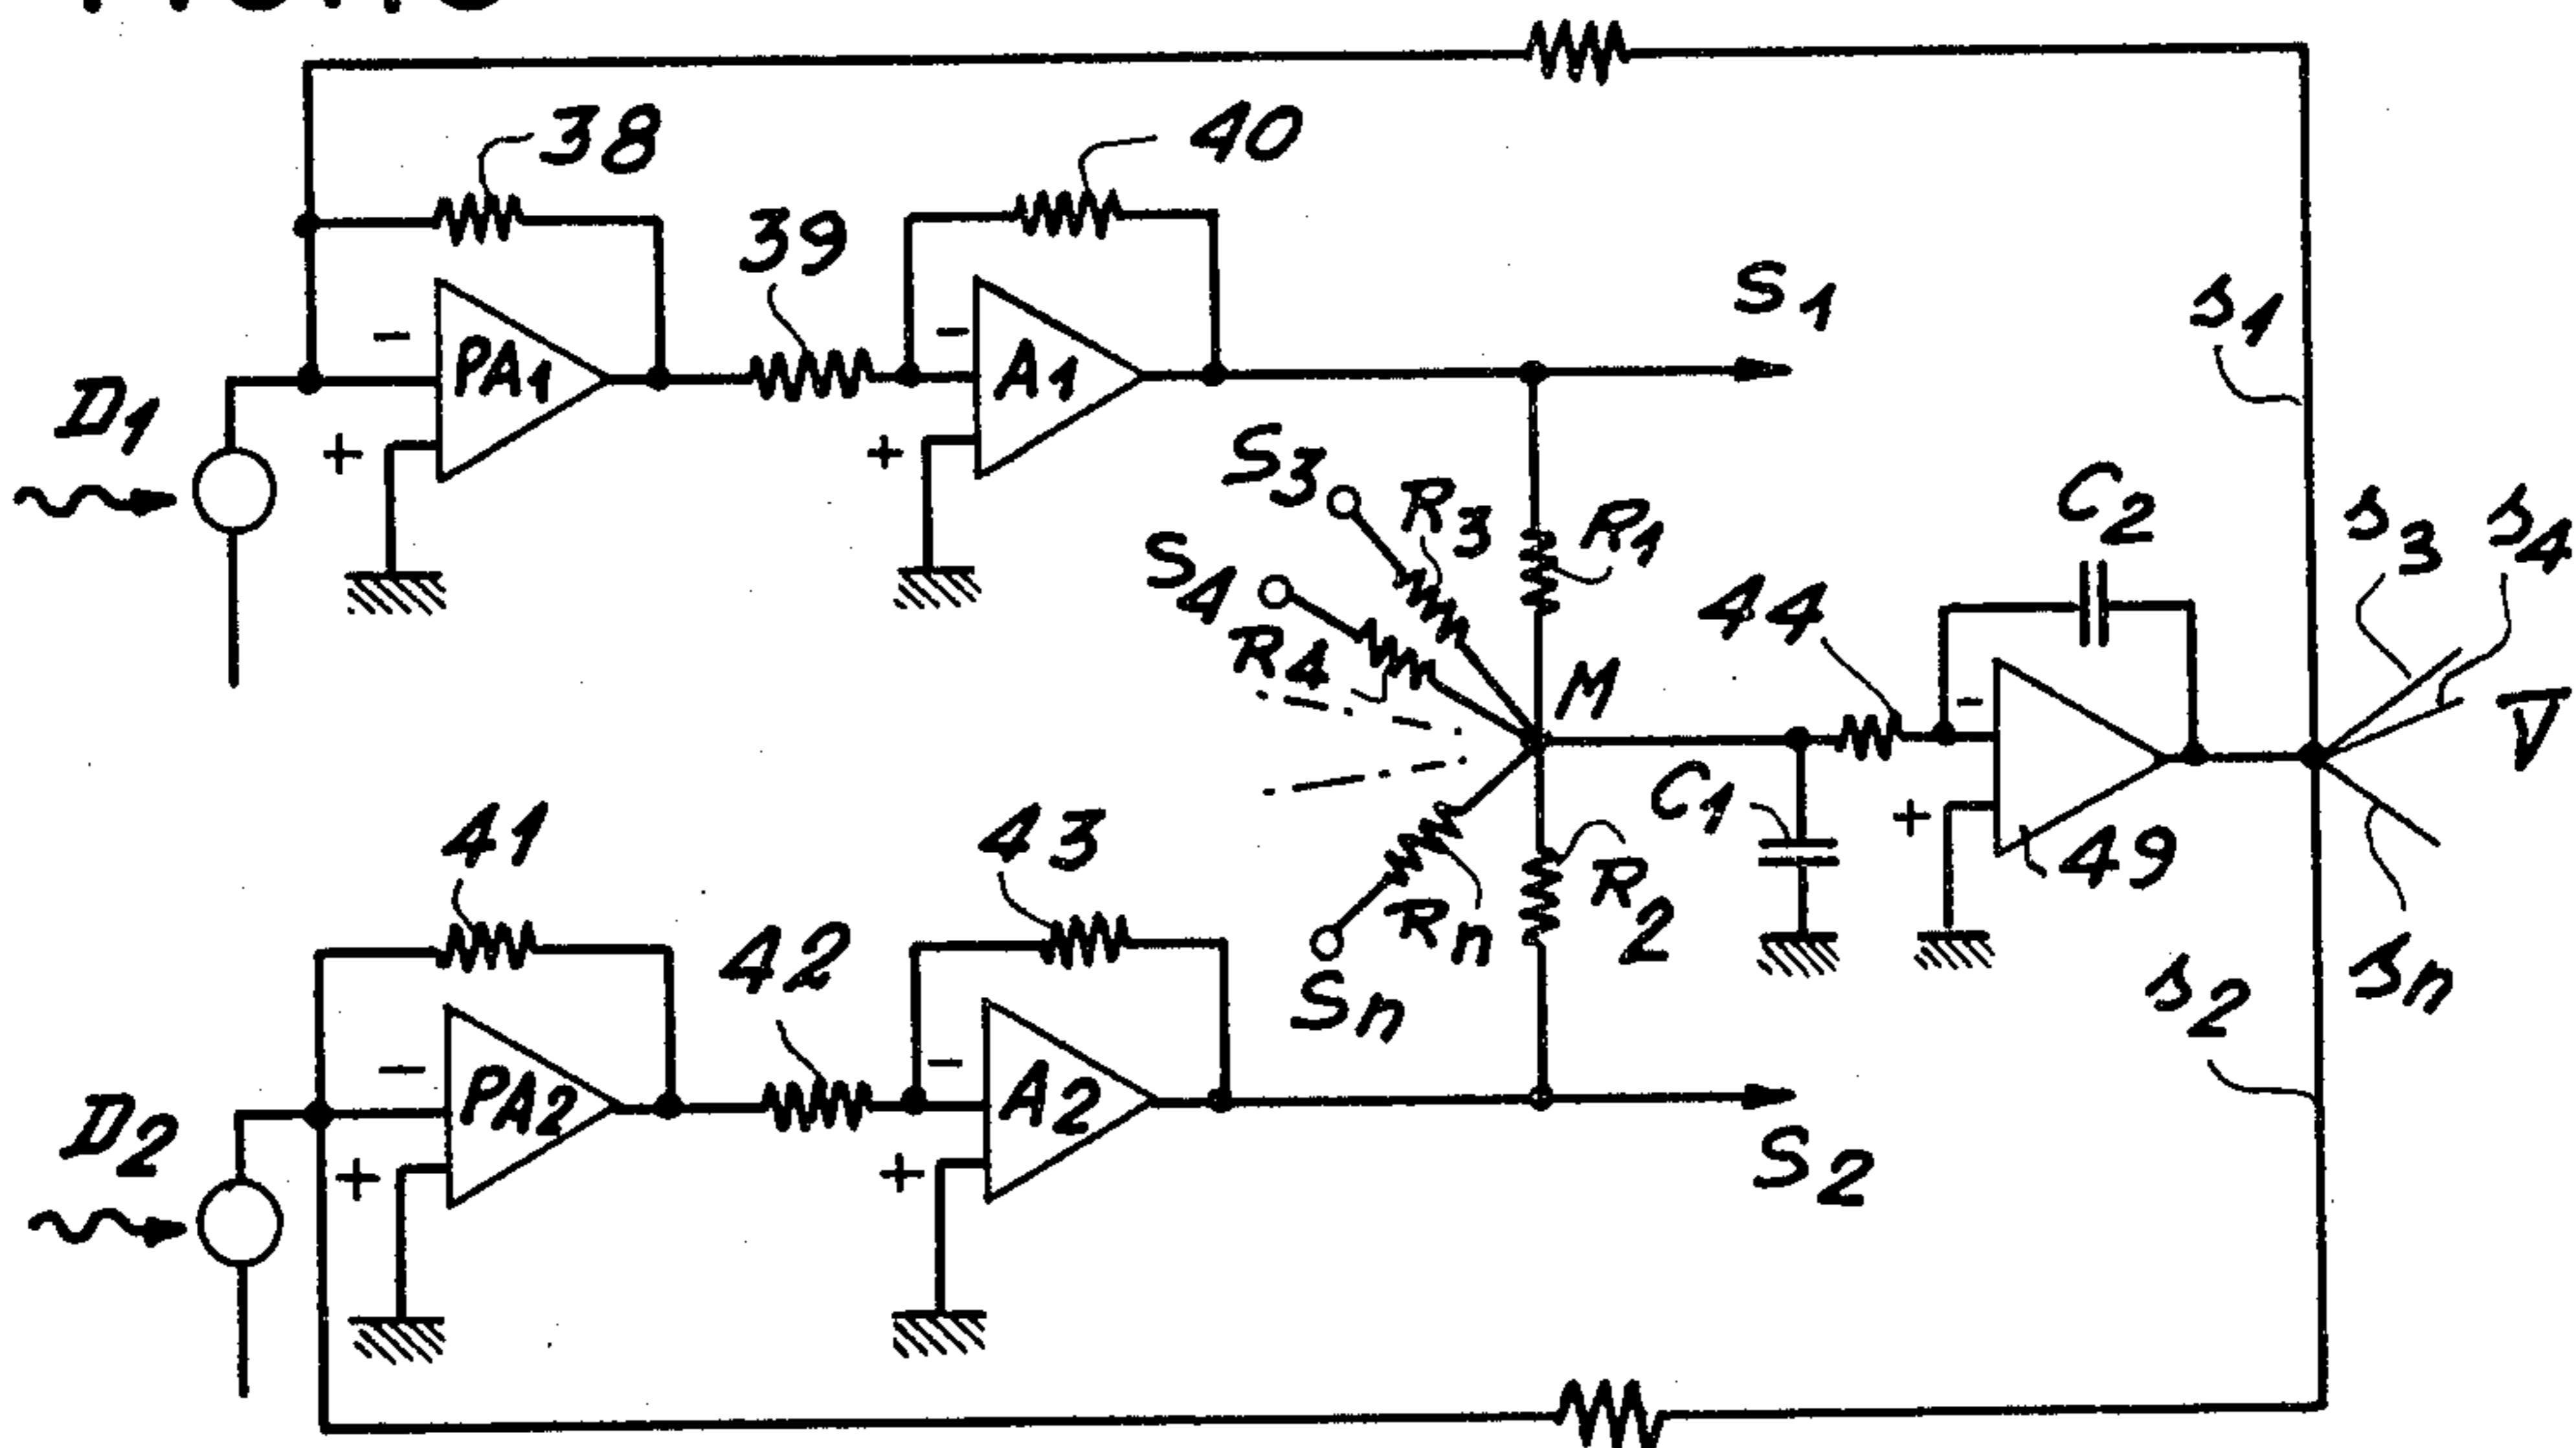 38
40
39
S1
s1
- PA1 +
- A1 +
D1
S3
R3
R1
C2
s3
s4
S4
R4
44
M
V
- +
C1
49
41
43
Rn
R2
42
Sn
s2
sn
- PA2 +
- A2 +
D2
S2